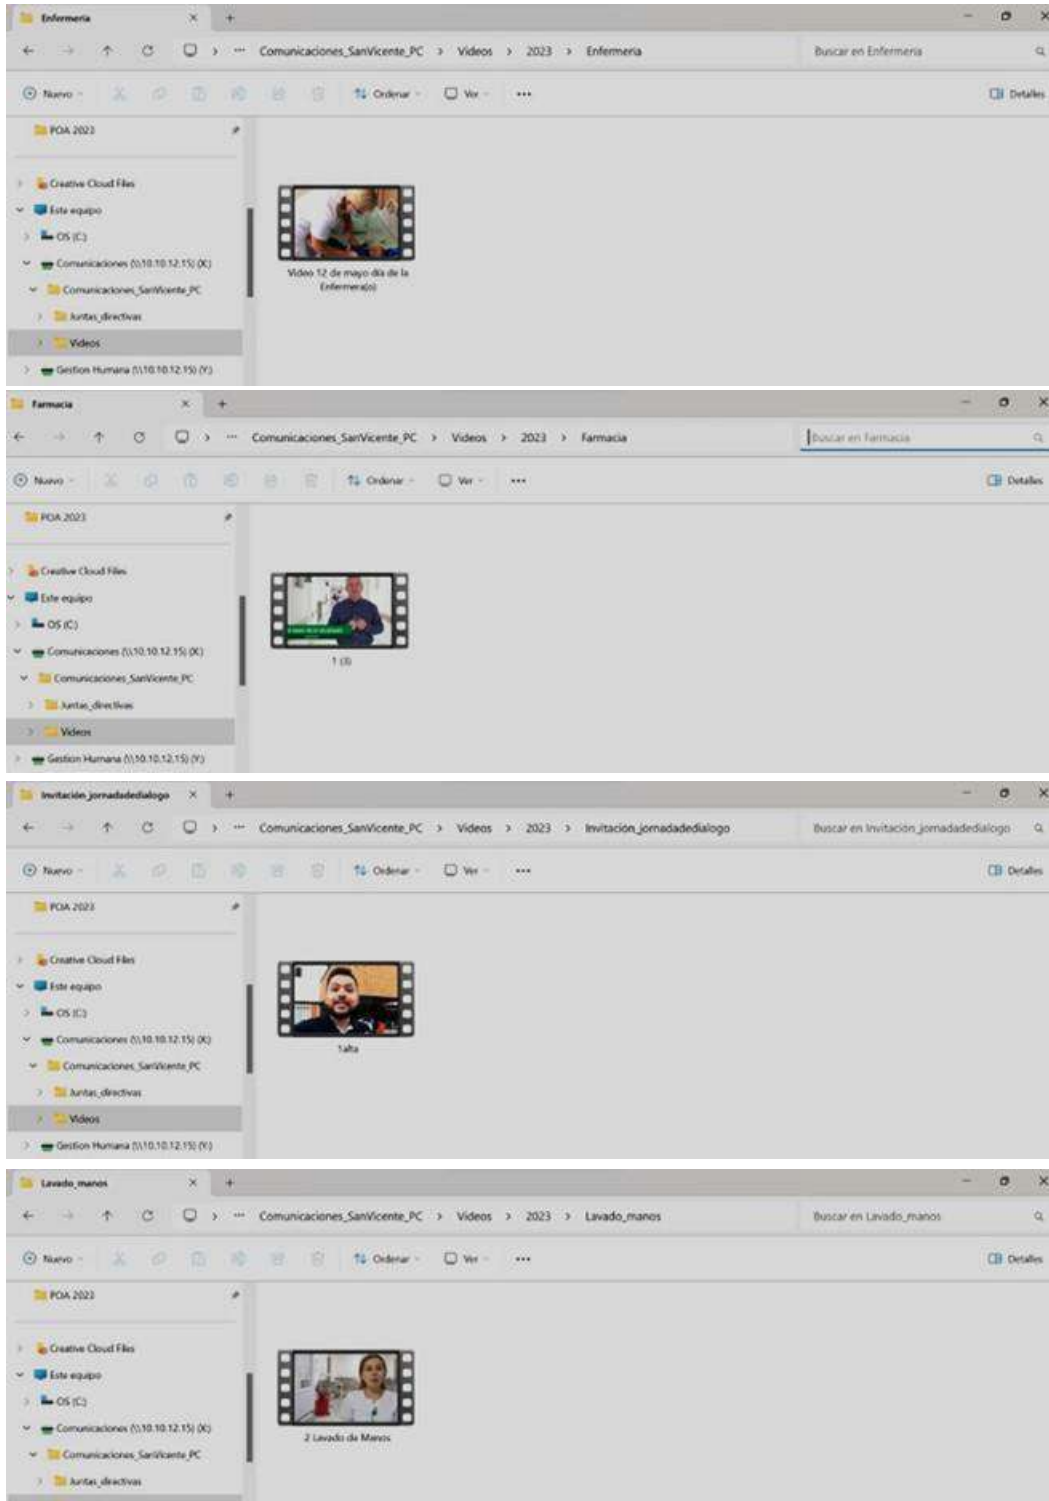 Enfermeria
Comunicaciones_SanVicente_PC > Videos > 2023 > Enfermeria
Buscar en Enfermeria
Nuevo
Ordenar
Ver
Detalles
POA 2023
Creative Cloud Files
Este equipo
OS (C:)
Comunicaciones (\\10.10.12.15) (X:)
Comunicaciones_SanVicente_PC
Juntas_directivas
Videos
Gestion Humana (\\10.10.12.15) (Y:)
Video 12 de mayo día de la
Enfermera(o)
Farmacia
Comunicaciones_SanVicente_PC > Videos > 2023 > Farmacia
Buscar en Farmacia
Nuevo
Ordenar
Ver
Detalles
POA 2023
Creative Cloud Files
Este equipo
OS (C:)
Comunicaciones (\\10.10.12.15) (X:)
Comunicaciones_SanVicente_PC
Juntas_directivas
Videos
Gestion Humana (\\10.10.12.15) (Y:)
1 (3)
Invitación_jornadadedialogo
Comunicaciones_SanVicente_PC > Videos > 2023 > Invitación_jornadadedialogo
Buscar en Invitación_jornadadedialogo
Nuevo
Ordenar
Ver
Detalles
POA 2023
Creative Cloud Files
Este equipo
OS (C:)
Comunicaciones (\\10.10.12.15) (X:)
Comunicaciones_SanVicente_PC
Juntas_directivas
Videos
Gestion Humana (\\10.10.12.15) (Y:)
1alta
Lavado_manos
Comunicaciones_SanVicente_PC > Videos > 2023 > Lavado_manos
Buscar en Lavado_manos
Nuevo
Ordenar
Ver
Detalles
POA 2023
Creative Cloud Files
Este equipo
OS (C:)
Comunicaciones (\\10.10.12.15) (X:)
Comunicaciones_SanVicente_PC
Juntas_directivas
2 Lavado de Manos